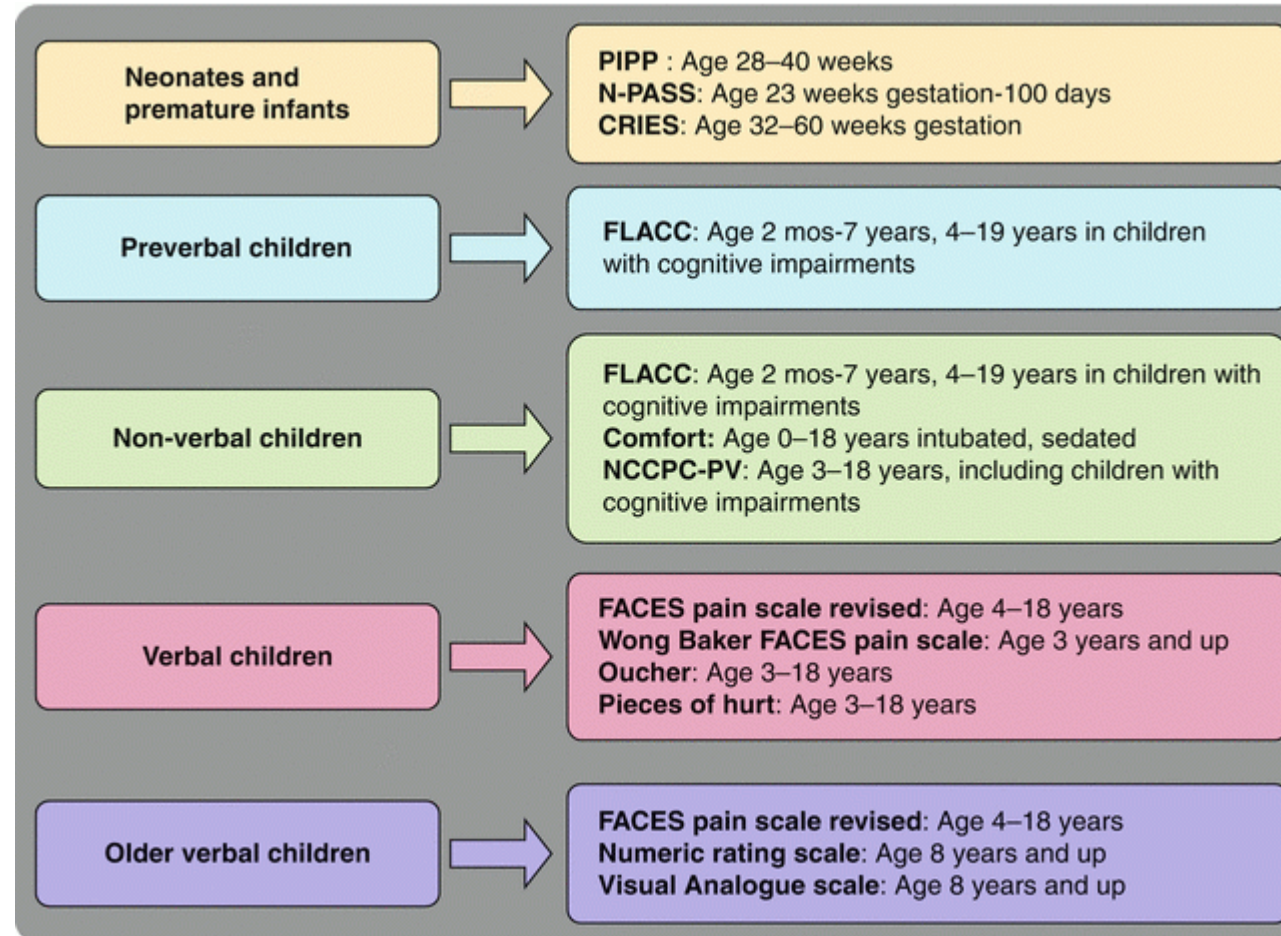 Neonates and
premature infants
PIPP : Age 28–40 weeks
N-PASS: Age 23 weeks gestation-100 days
CRIES: Age 32–60 weeks gestation
Preverbal children
FLACC: Age 2 mos-7 years, 4–19 years in children
with cognitive impairments
Non-verbal children
FLACC: Age 2 mos-7 years, 4–19 years in children with
cognitive impairments
Comfort: Age 0–18 years intubated, sedated
NCCPC-PV: Age 3–18 years, including children with
cognitive impairments
Verbal children
FACES pain scale revised: Age 4–18 years
Wong Baker FACES pain scale: Age 3 years and up
Oucher: Age 3–18 years
Pieces of hurt: Age 3–18 years
Older verbal children
FACES pain scale revised: Age 4–18 years
Numeric rating scale: Age 8 years and up
Visual Analogue scale: Age 8 years and up